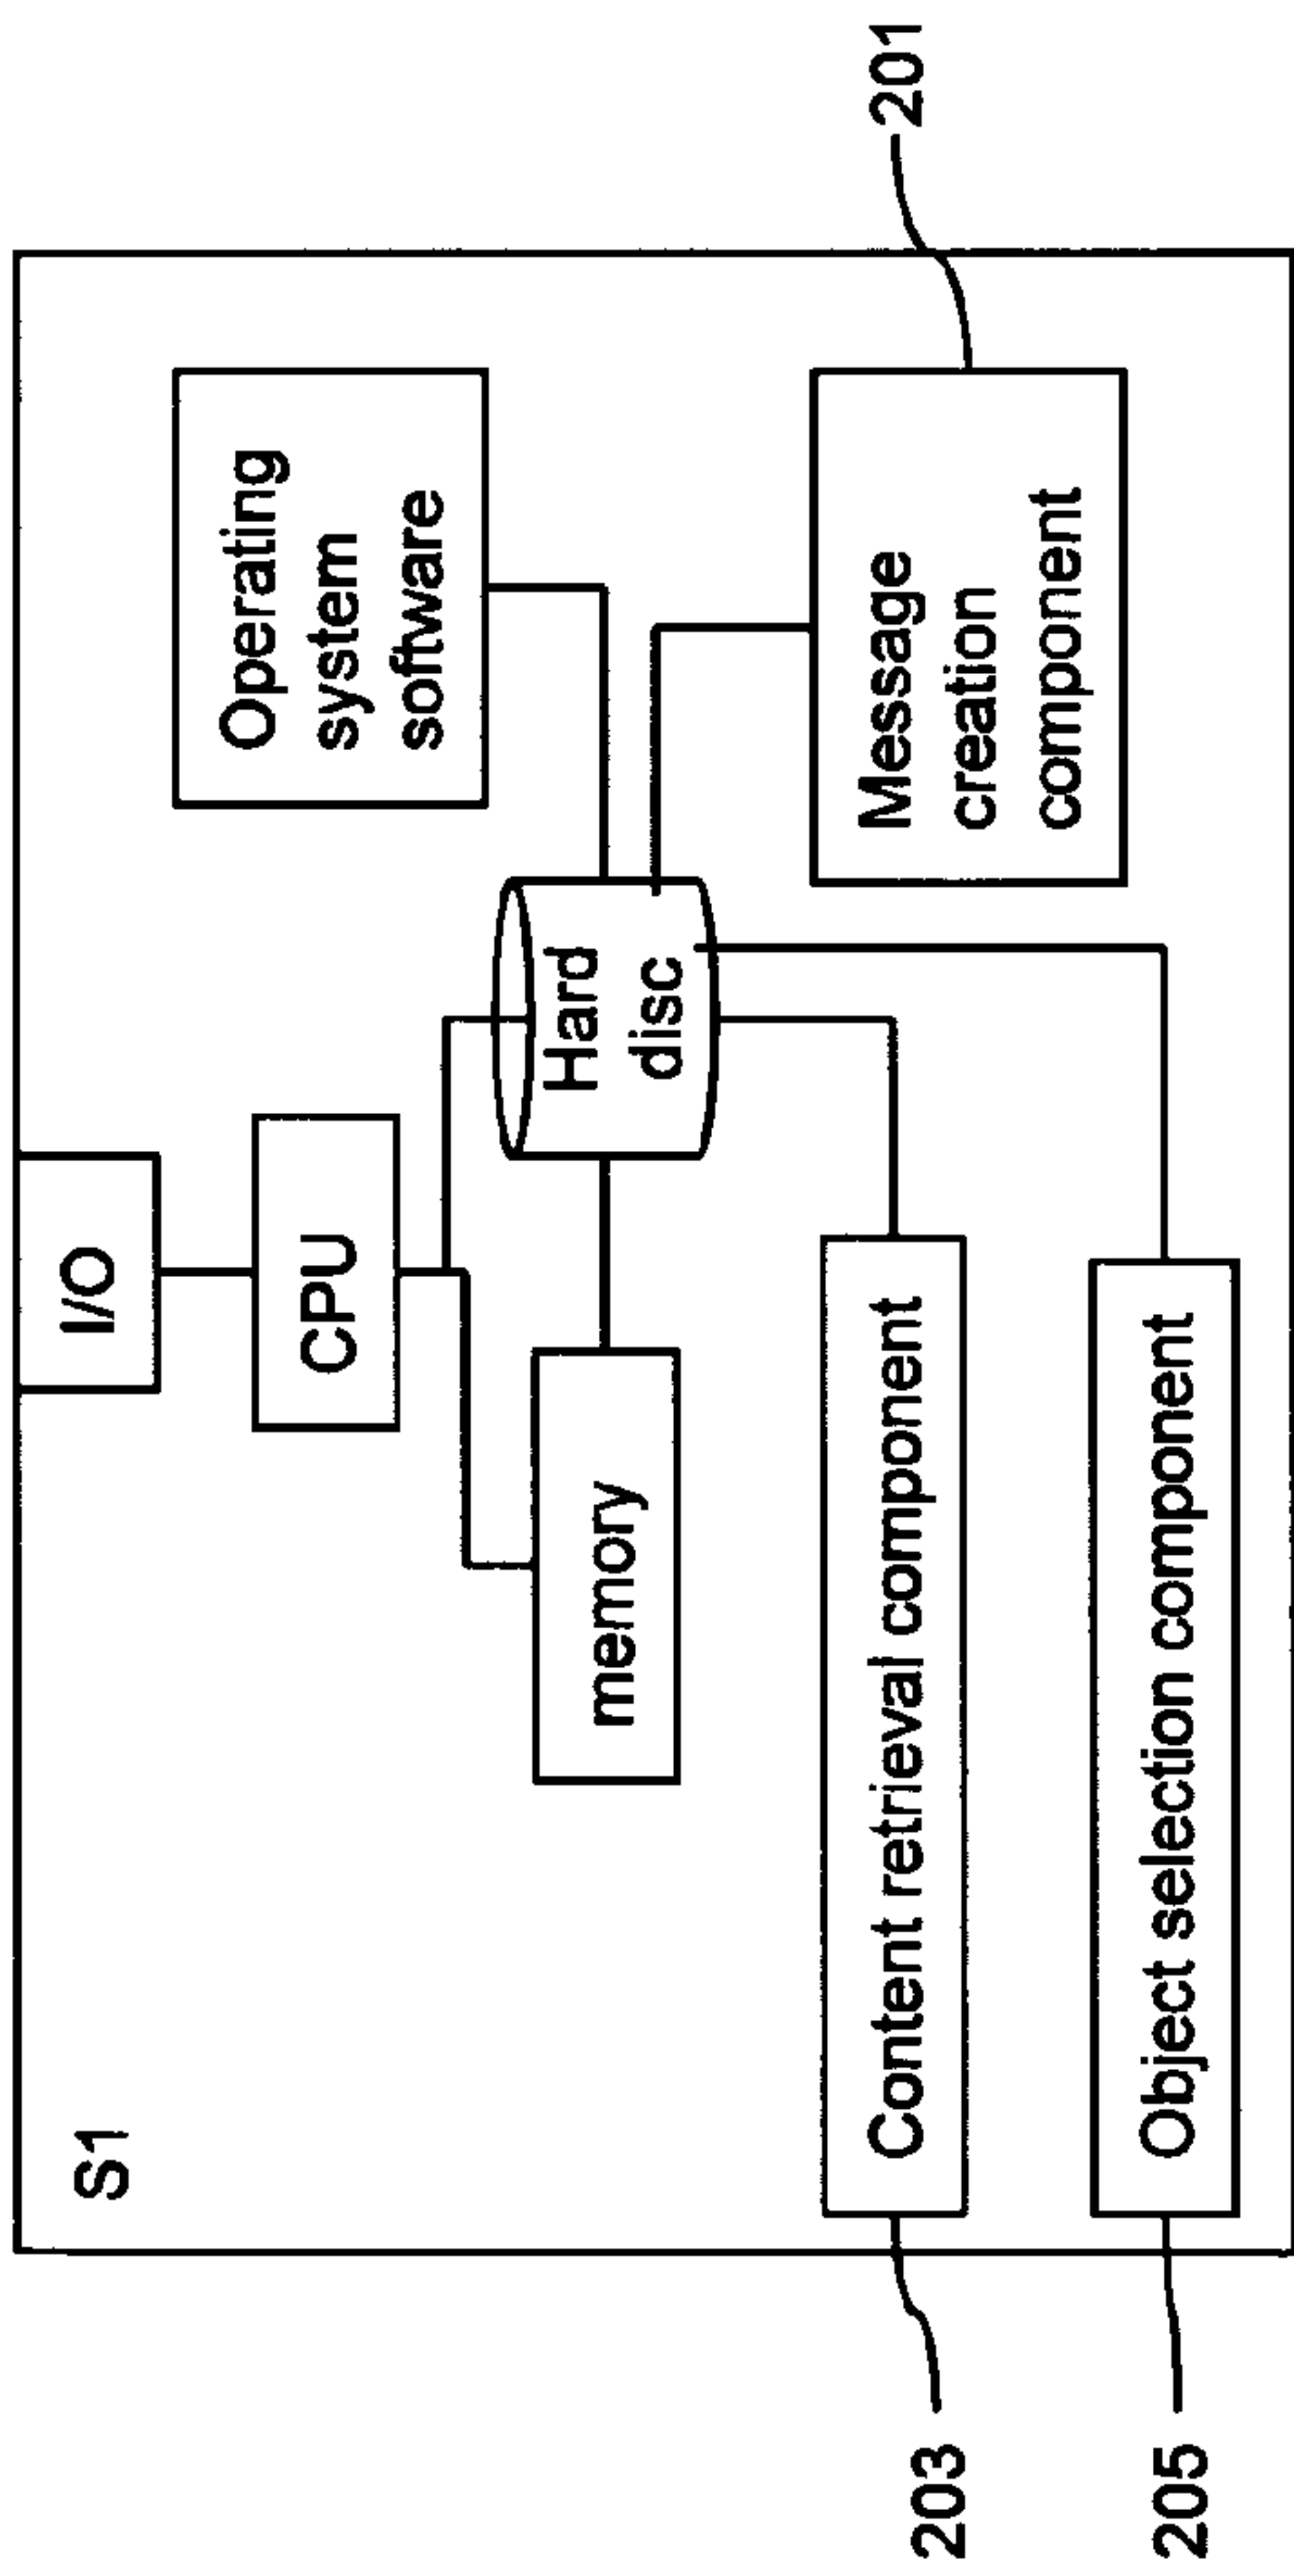 S1
I/O
CPU
Operating
system
software
memory
Hard
disc
203
Content retrieval component
Message
creation
component
201
205
Object selection component